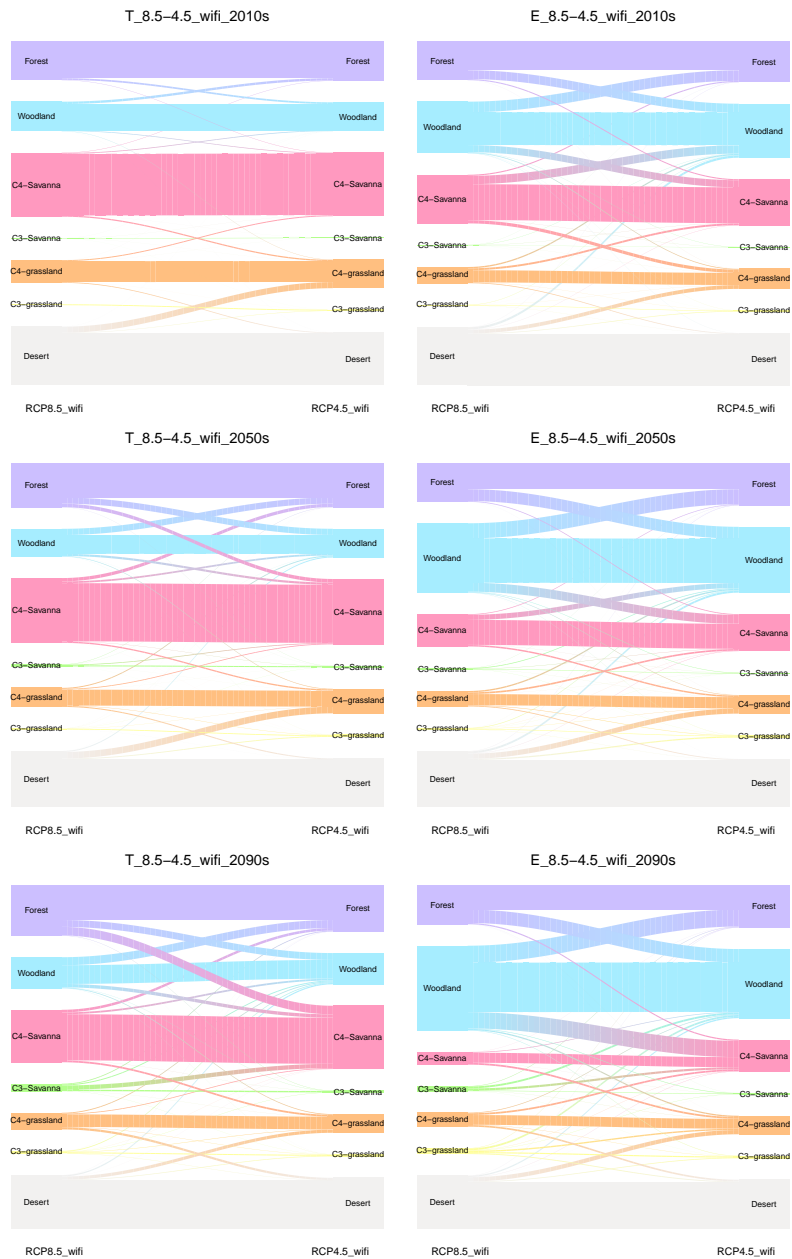 T_8.5−4.5_wifi_2010s
Forest
Forest
Woodland
Woodland
C4−Savanna
C4−Savanna
C3−Savanna
C3−Savanna
C4−grassland
C4−grassland
C3−grassland
C3−grassland
Desert
Desert
RCP8.5_wifi
RCP4.5_wifi
E_8.5−4.5_wifi_2010s
Forest
Forest
Woodland
Woodland
C4−Savanna
C4−Savanna
C3−Savanna
C3−Savanna
C4−grassland
C4−grassland
C3−grassland
C3−grassland
Desert
Desert
RCP8.5_wifi
RCP4.5_wifi
T_8.5−4.5_wifi_2050s
Forest
Forest
Woodland
Woodland
C4−Savanna
C4−Savanna
C3−Savanna
C3−Savanna
C4−grassland
C4−grassland
C3−grassland
C3−grassland
Desert
Desert
RCP8.5_wifi
RCP4.5_wifi
E_8.5−4.5_wifi_2050s
Forest
Forest
Woodland
Woodland
C4−Savanna
C4−Savanna
C3−Savanna
C3−Savanna
C4−grassland
C4−grassland
C3−grassland
C3−grassland
Desert
Desert
RCP8.5_wifi
RCP4.5_wifi
T_8.5−4.5_wifi_2090s
Forest
Forest
Woodland
Woodland
C4−Savanna
C4−Savanna
C3−Savanna
C3−Savanna
C4−grassland
C4−grassland
C3−grassland
C3−grassland
Desert
Desert
RCP8.5_wifi
RCP4.5_wifi
E_8.5−4.5_wifi_2090s
Forest
Forest
Woodland
Woodland
C4−Savanna
C4−Savanna
C3−Savanna
C3−Savanna
C4−grassland
C4−grassland
C3−grassland
C3−grassland
Desert
Desert
RCP8.5_wifi
RCP4.5_wifi